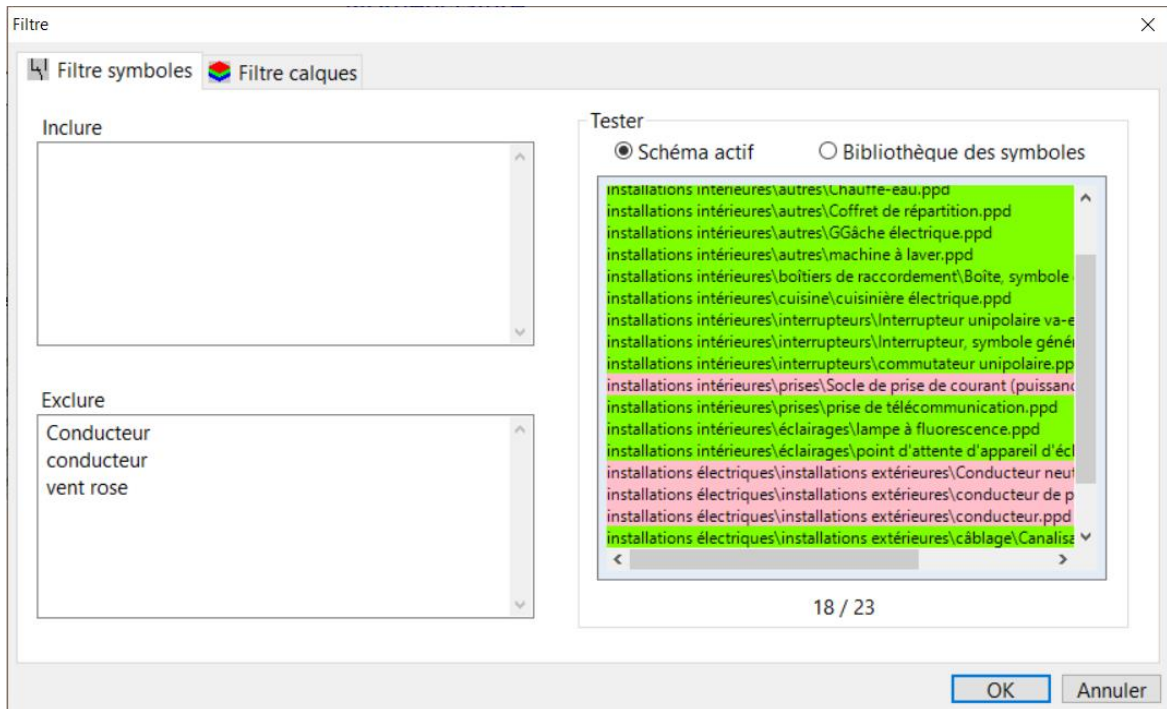 Filtre
Filtre symboles
Filtre calques
Inclure
Exclure
Conducteur
conducteur
vent rose
Tester
Schéma actif
Bibliothèque des symboles
installations intérieures\autres\Chauffe-eau.ppd
installations intérieures\autres\Coffret de répartition.ppd
installations intérieures\autres\GGâche électrique.ppd
installations intérieures\autres\machine à laver.ppd
installations intérieures\boîtiers de raccordement\Boîte, symbole
installations intérieures\cuisine\cuisinière électrique.ppd
installations intérieures\interrupteurs\Interrupteur unipolaire va-e
installations intérieures\interrupteurs\Interrupteur, symbole génér
installations intérieures\interrupteurs\commutateur unipolaire.pp
installations intérieures\prises\Socle de prise de courant (puissanc
installations intérieures\prises\prise de télécommunication.ppd
installations intérieures\éclairages\lampe à fluorescence.ppd
installations intérieures\éclairages\point d'attente d'appareil d'écl
installations électriques\installations extérieures\Conducteur neut
installations électriques\installations extérieures\conducteur de p
installations électriques\installations extérieures\conducteur.ppd
installations électriques\installations extérieures\câblage\Canalisa
18 / 23
OK
Annuler